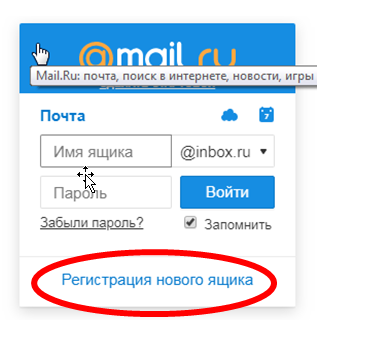 @mail.ru
Mail.Ru: почта, поиск в интернете, новости, игры
Почта
7
Имя ящика
@inbox.ru
Пароль
Войти
Забыли пароль?
Запомнить
Регистрация нового ящика